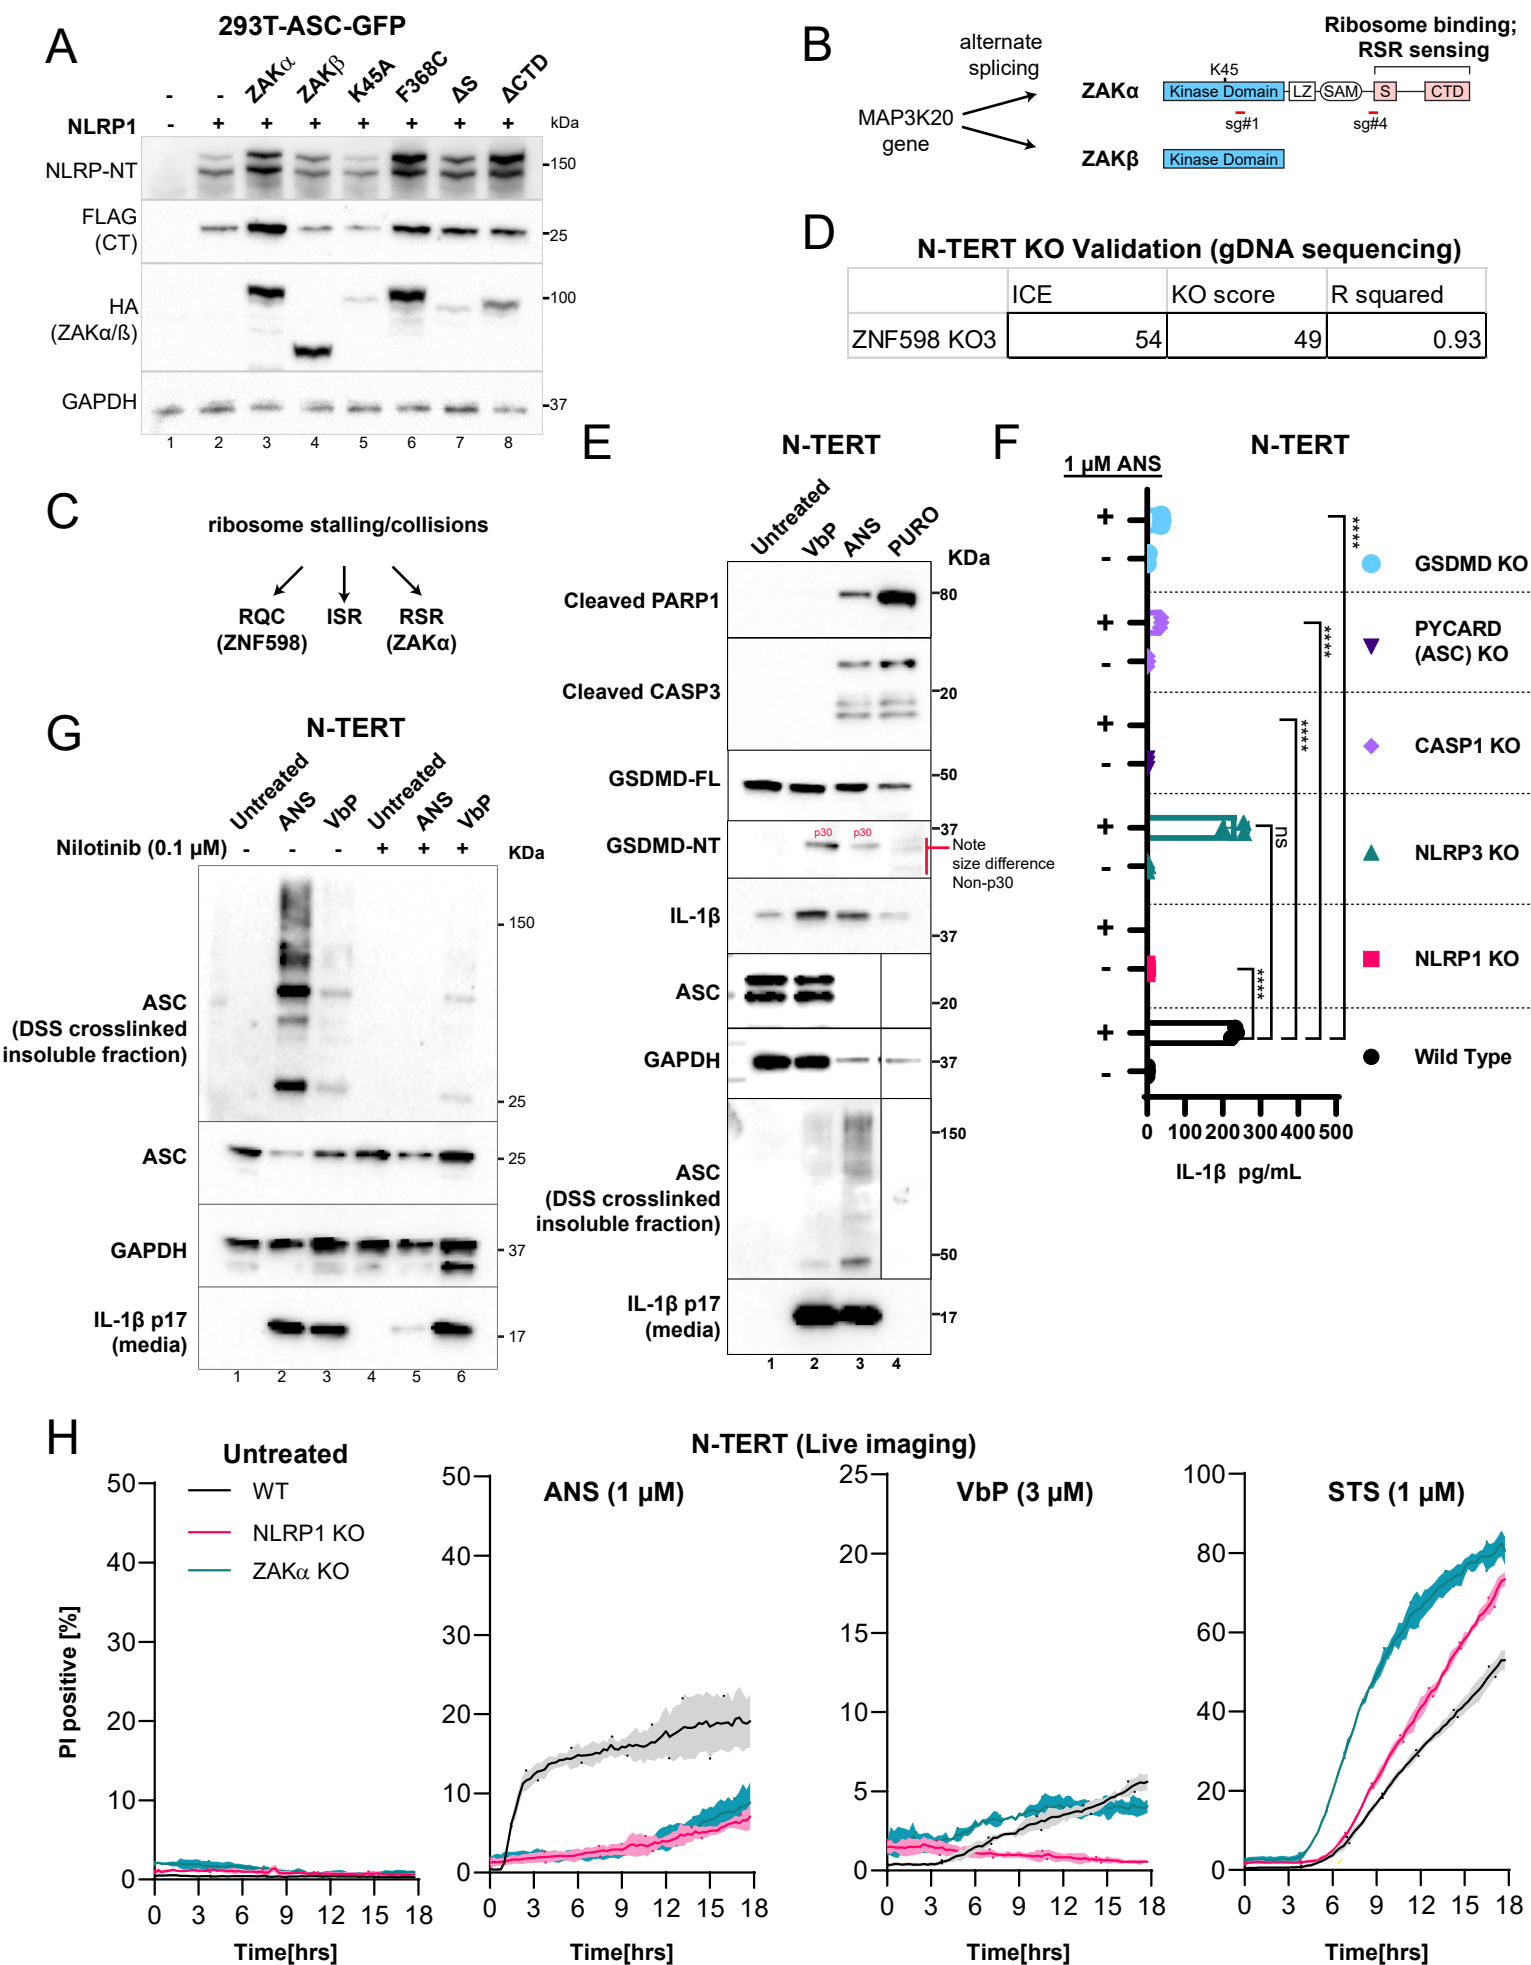 A
293T-ASC-GFP
- - ZAKα ZAKβ K45A F368C ΔS ΔCTD
NLRP1 - + + + + + + + kDa
NLRP-NT
150
FLAG
(CT)
25
HA
(ZAKα/ß)
100
GAPDH
37
1 2 3 4 5 6 7 8
B
alternate
splicing
MAP3K20
gene
Ribosome binding;
RSR sensing
K45
ZAKα Kinase Domain LZ SAM S CTD
sg#1 sg#4
ZAKβ Kinase Domain
C
ribosome stalling/collisions
RQC ISR RSR
(ZNF598) (ZAKα)
D
N-TERT KO Validation (gDNA sequencing)
ICE KO score R squared
ZNF598 KO3 54 49 0.93
E
N-TERT
Untreated VbP ANS PURO
KDa
Cleaved PARP1
80
Cleaved CASP3
20
GSDMD-FL
50
GSDMD-NT
p30 p30
37
Note
size difference
Non-p30
IL-1β
37
ASC
20
GAPDH
37
ASC
(DSS crosslinked
insoluble fraction)
150
50
IL-1β p17
(media)
17
1 2 3 4
F
N-TERT
1 µM ANS
+
-
+
-
+
-
+
-
+
-
+
-
****
****
****
ns
****
GSDMD KO
PYCARD
(ASC) KO
CASP1 KO
NLRP3 KO
NLRP1 KO
Wild Type
0 100 200 300 400 500
IL-1β pg/mL
G
N-TERT
Untreated ANS VbP Untreated ANS VbP
Nilotinib (0.1 µM) - - - + + +
KDa
150
ASC
(DSS crosslinked
insoluble fraction)
25
ASC
25
GAPDH
37
IL-1β p17
(media)
17
1 2 3 4 5 6
H
N-TERT (Live imaging)
Untreated
WT
NLRP1 KO
ZAKα KO
PI positive [%]
50
40
30
20
10
0
0 3 6 9 12 15 18
Time[hrs]
ANS (1 µM)
50
40
30
20
10
0
0 3 6 9 12 15 18
Time[hrs]
VbP (3 µM)
25
20
15
10
5
0
0 3 6 9 12 15 18
Time[hrs]
STS (1 µM)
100
80
60
40
20
0
0 3 6 9 12 15 18
Time[hrs]